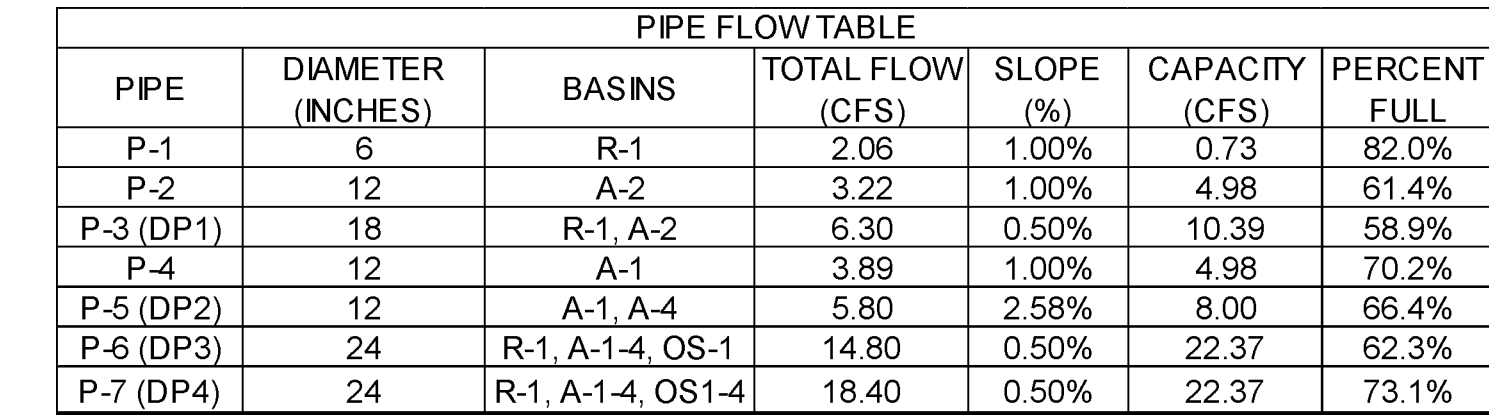 PIPE FLOW TABLE
PIPE DIAMETER (INCHES) BASINS TOTAL FLOW (CFS) SLOPE (%) CAPACITY (CFS) PERCENT FULL
P-1 6 R-1 2.06 1.00% 0.73 82.0%
P-2 12 A-2 3.22 1.00% 4.98 61.4%
P-3 (DP1) 18 R-1, A-2 6.30 0.50% 10.39 58.9%
P-4 12 A-1 3.89 1.00% 4.98 70.2%
P-5 (DP2) 12 A-1, A-4 5.80 2.58% 8.00 66.4%
P-6 (DP3) 24 R-1, A-1-4, OS-1 14.80 0.50% 22.37 62.3%
P-7 (DP4) 24 R-1, A-1-4, OS1-4 18.40 0.50% 22.37 73.1%